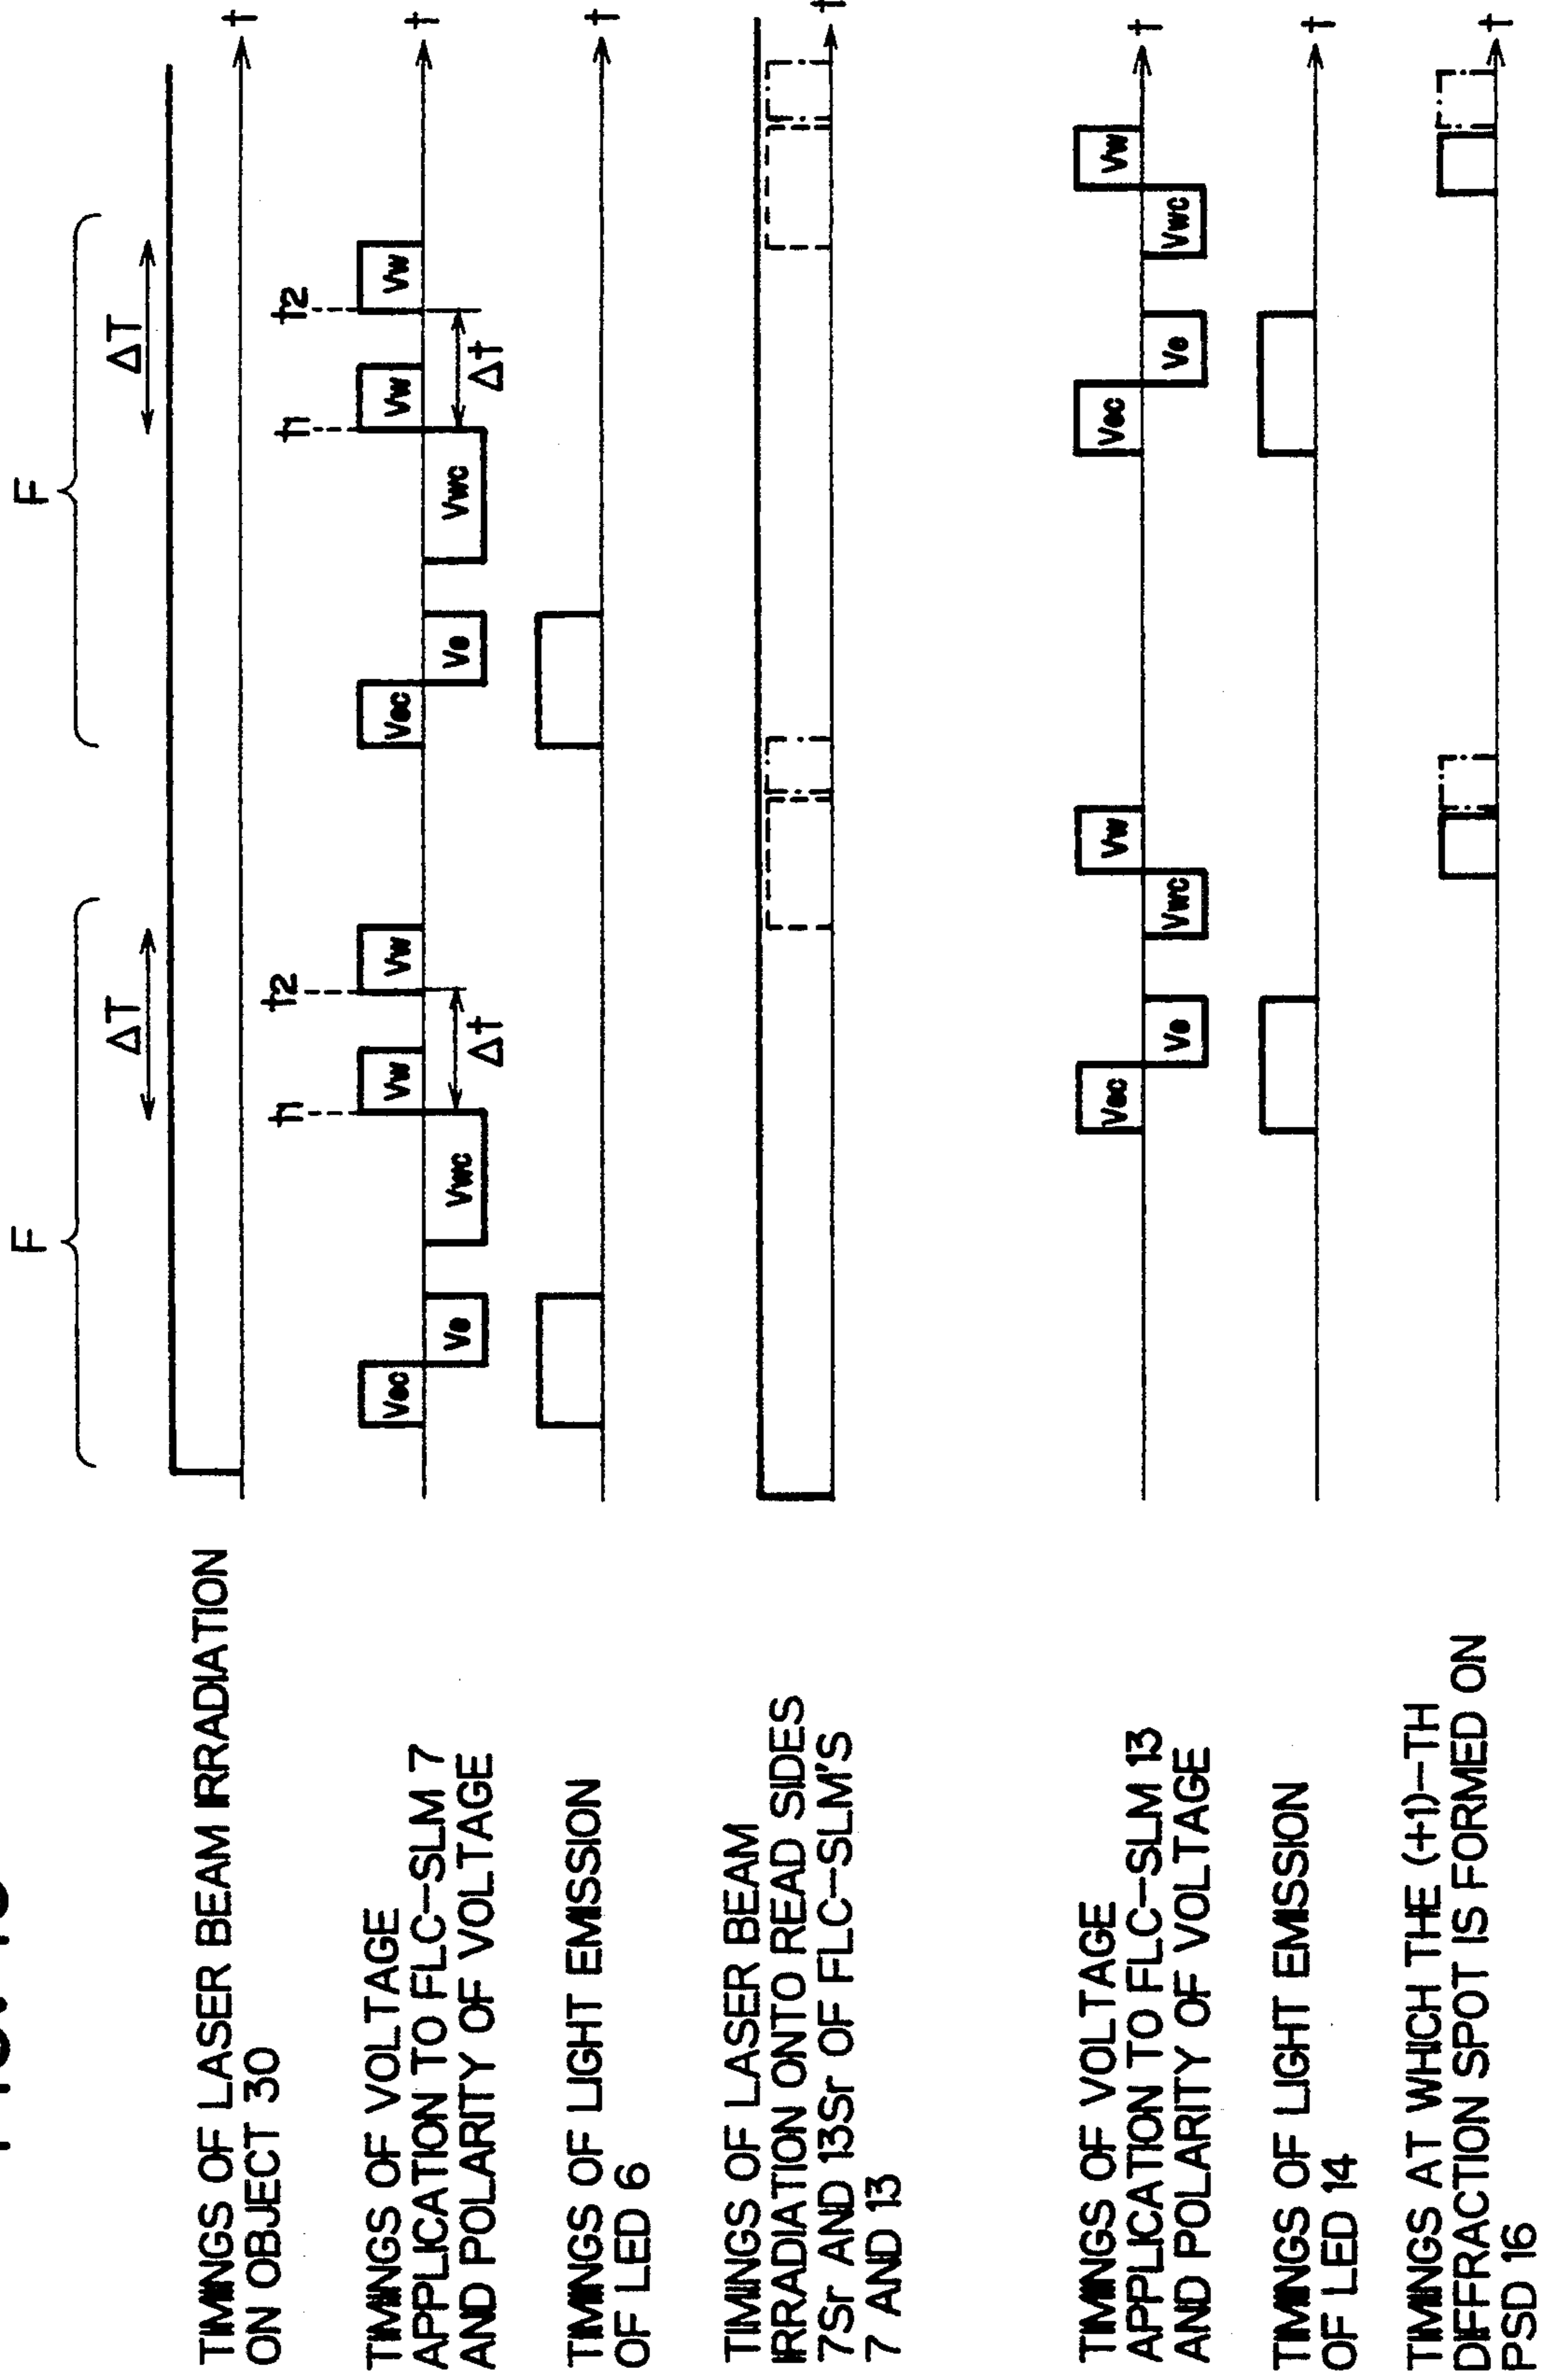 F
F
ΔT
ΔT
TIMINGS OF LASER BEAM IRRADIATION
ON OBJECT 30
t
t1
t2
t1
t2
TIMINGS OF VOLTAGE
APPLICATION TO FLC-SLM 7
AND POLARITY OF VOLTAGE
Vec
Ve
Vwc
Vw
Vw
Vec
Ve
Vwc
Vw
Vw
t
Δt
Δt
TIMINGS OF LIGHT EMISSION
OF LED 6
t
TIMINGS OF LASER BEAM
IRRADIATION ONTO READ SIDES
7Sr AND 13Sr OF FLC-SLM'S
7 AND 13
t
TIMINGS OF VOLTAGE
APPLICATION TO FLC-SLM 13
AND POLARITY OF VOLTAGE
Vec
Ve
Vwc
Vw
Vec
Ve
Vwc
Vw
t
TIMINGS OF LIGHT EMISSION
OF LED 14
t
TIMINGS AT WHICH THE (+1)-TH
DIFFRACTION SPOT IS FORMED ON
PSD 16
t